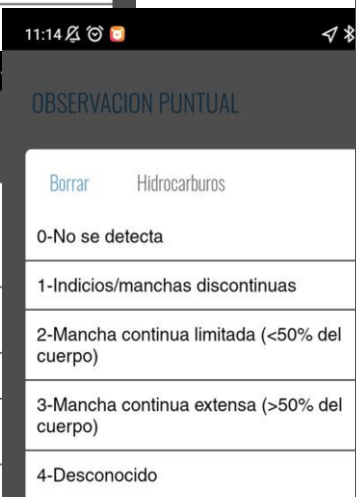 11:14
OBSERVACION PUNTUAL
Borrar Hidrocarburos
0-No se detecta
1-Indicios/manchas discontinuas
2-Mancha continua limitada (<50% del
cuerpo)
3-Mancha continua extensa (>50% del
cuerpo)
4-Desconocido